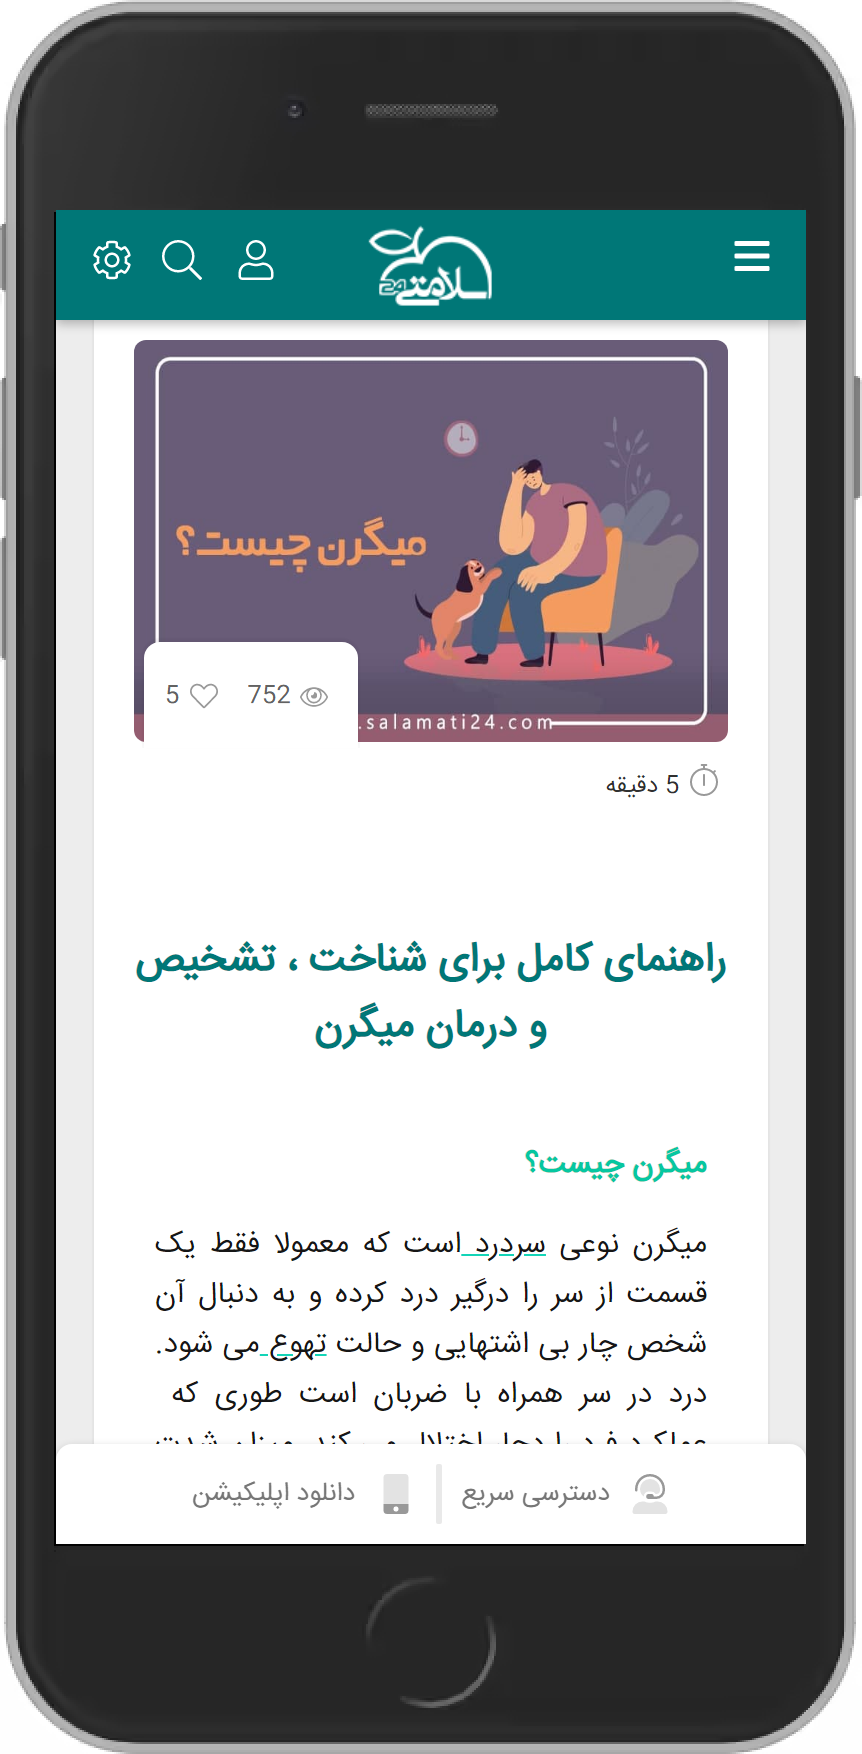 سلامتی 24
میگرن چیست؟
752 5
.salamati24.com
5 دقیقه
راهنمای کامل برای شناخت ، تشخیص
و درمان میگرن
میگرن چیست؟
میگرن نوعی سردرد است که معمولا فقط یک
قسمت از سر را درگیر درد کرده و به دنبال آن
شخص چار بی اشتهایی و حالت تهوع می شود.
درد در سر همراه با ضربان است طوری که
دسترسی سریع
دانلود اپلیکیشن